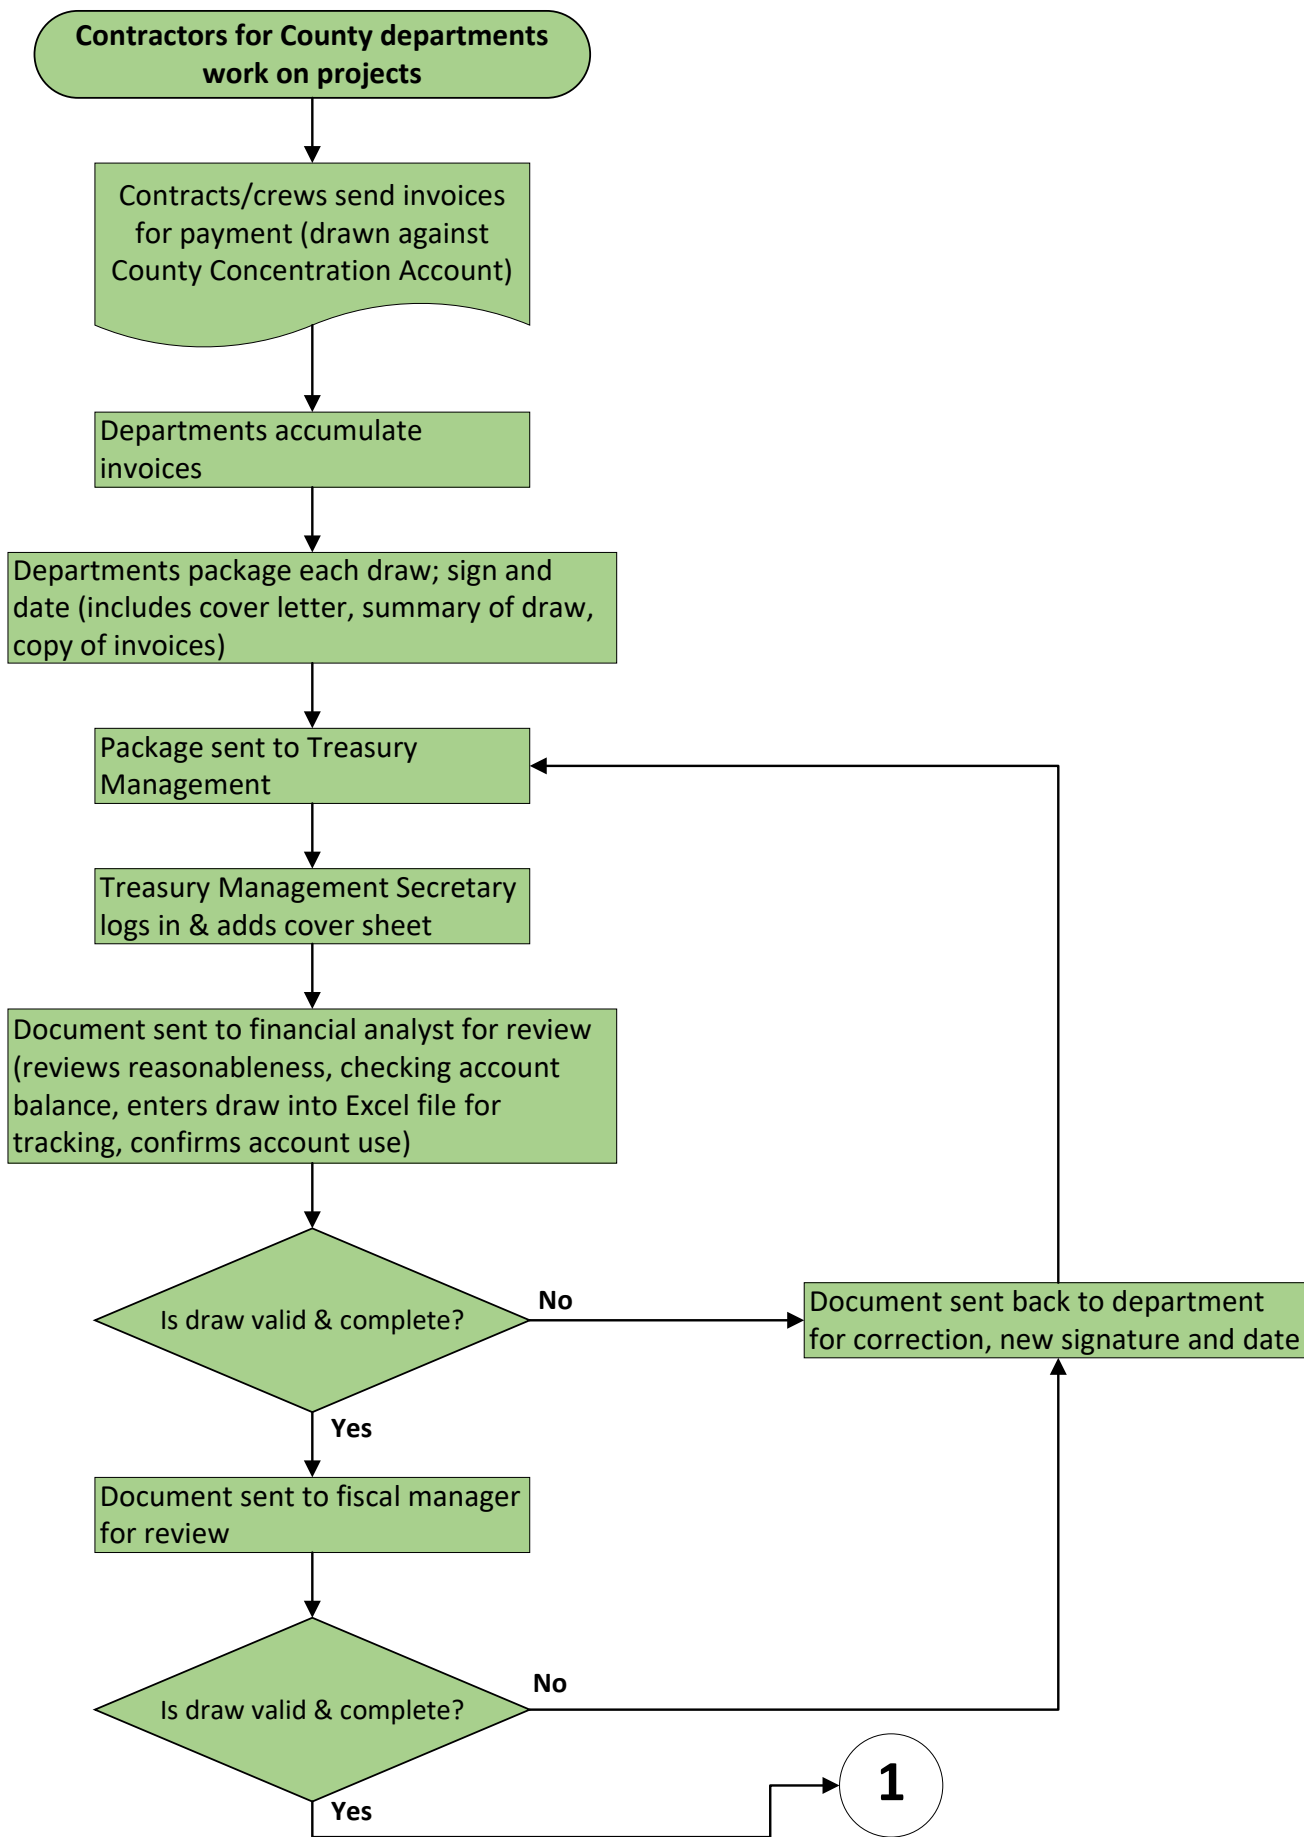 Contractors for County departments
work on projects
Contracts/crews send invoices
for payment (drawn against
County Concentration Account)
Departments accumulate
invoices
Departments package each draw; sign and
date (includes cover letter, summary of draw,
copy of invoices)
Package sent to Treasury
Management
Treasury Management Secretary
logs in & adds cover sheet
Document sent to financial analyst for review
(reviews reasonableness, checking account
balance, enters draw into Excel file for
tracking, confirms account use)
Is draw valid & complete?
No
Document sent back to department
for correction, new signature and date
Yes
Document sent to fiscal manager
for review
Is draw valid & complete?
No
Yes
1